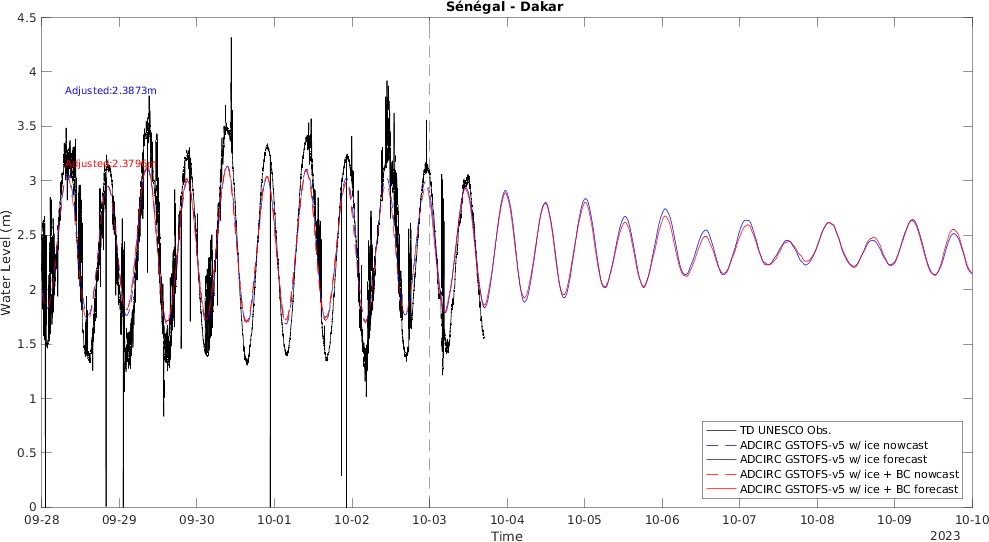 Sénégal - Dakar
Water Level (m)
4.5
4
3.5
3
2.5
2
1.5
1
0.5
0
Adjusted:2.3873m
Adjusted:2.3796m
TD UNESCO Obs.
ADCIRC GSTOFS-v5 w/ ice nowcast
ADCIRC GSTOFS-v5 w/ ice forecast
ADCIRC GSTOFS-v5 w/ ice + BC nowcast
ADCIRC GSTOFS-v5 w/ ice + BC forecast
09-28 09-29 09-30 10-01 10-02 10-03 10-04 10-05 10-06 10-07 10-08 10-09 10-10
Time
2023